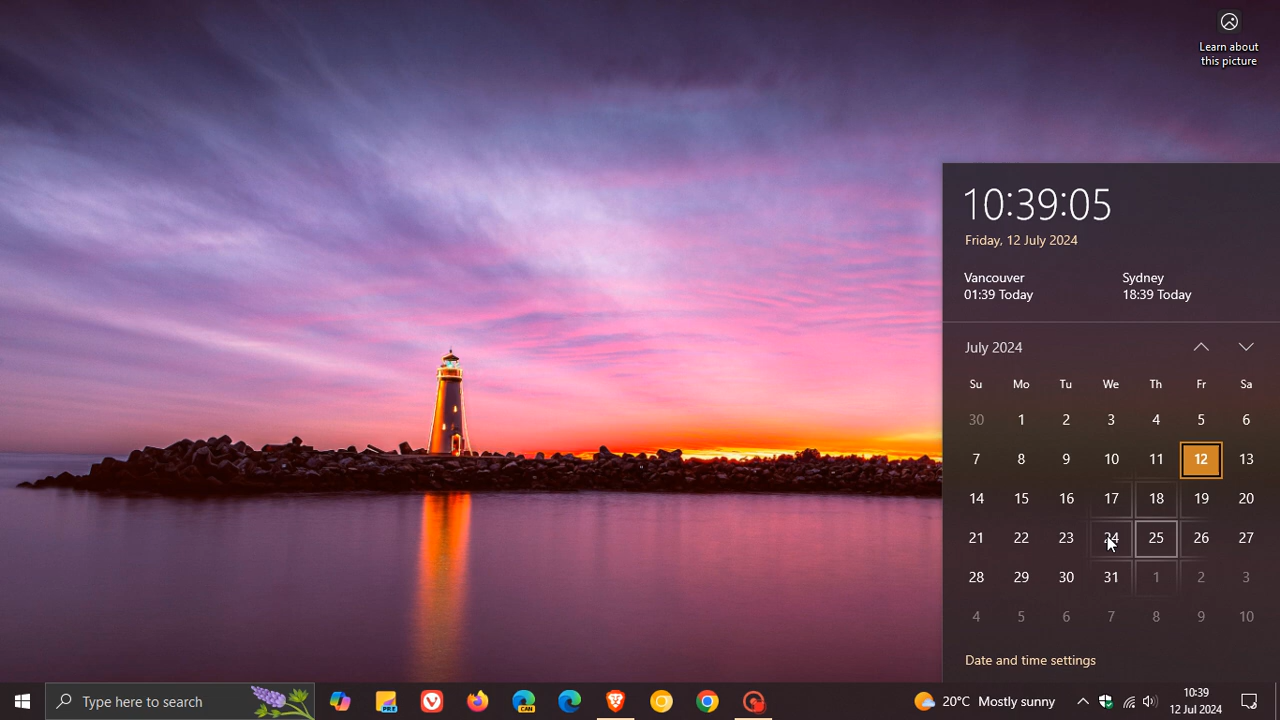 Learn about
this picture
10:39:05
Friday, 12 July 2024
Vancouver
01:39 Today
Sydney
18:39 Today
July 2024
Su Mo Tu We Th Fr Sa
30 1 2 3 4 5 6
7 8 9 10 11 12 13
14 15 16 17 18 19 20
21 22 23 24 25 26 27
28 29 30 31 1 2 3
4 5 6 7 8 9 10
Date and time settings
Type here to search
PRE
CAN
20°C Mostly sunny
10:39
12 Jul 2024